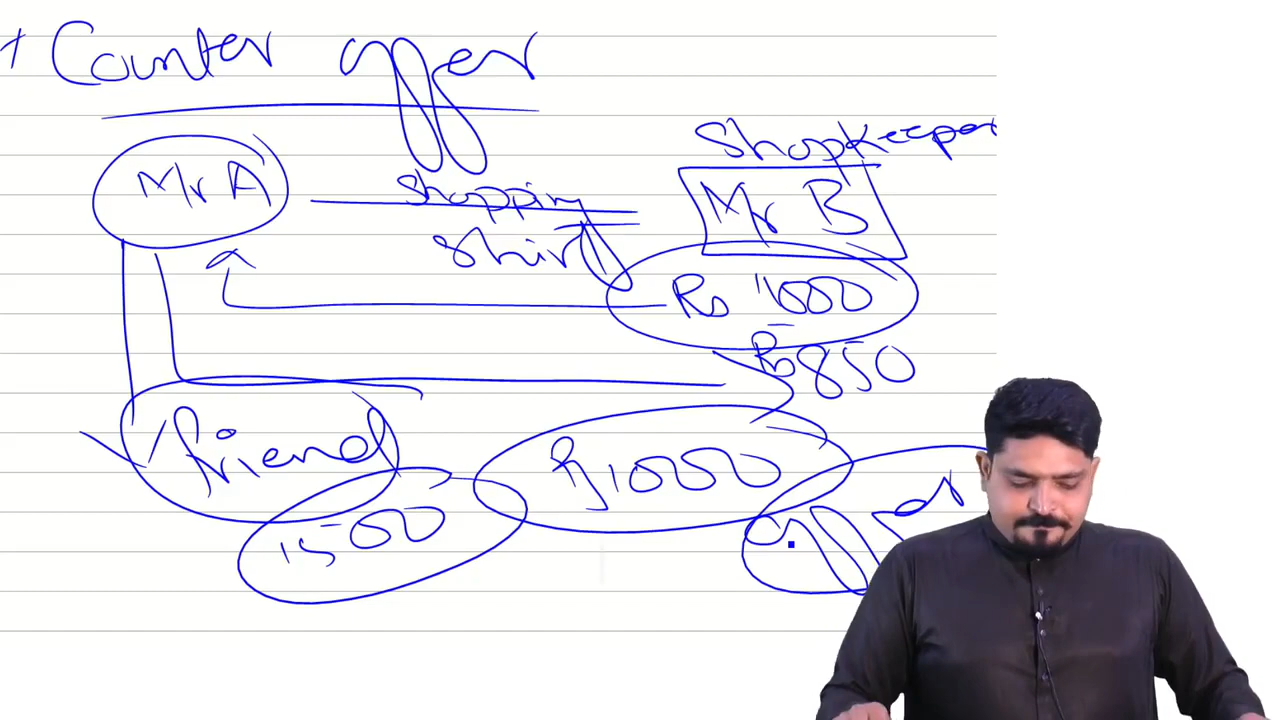 Counter offer
Shopkeeper
Mr A
Shopping
Mr B
Shirt
Rs 1000
Rs 850
friend
Rs 1000
1500
offer